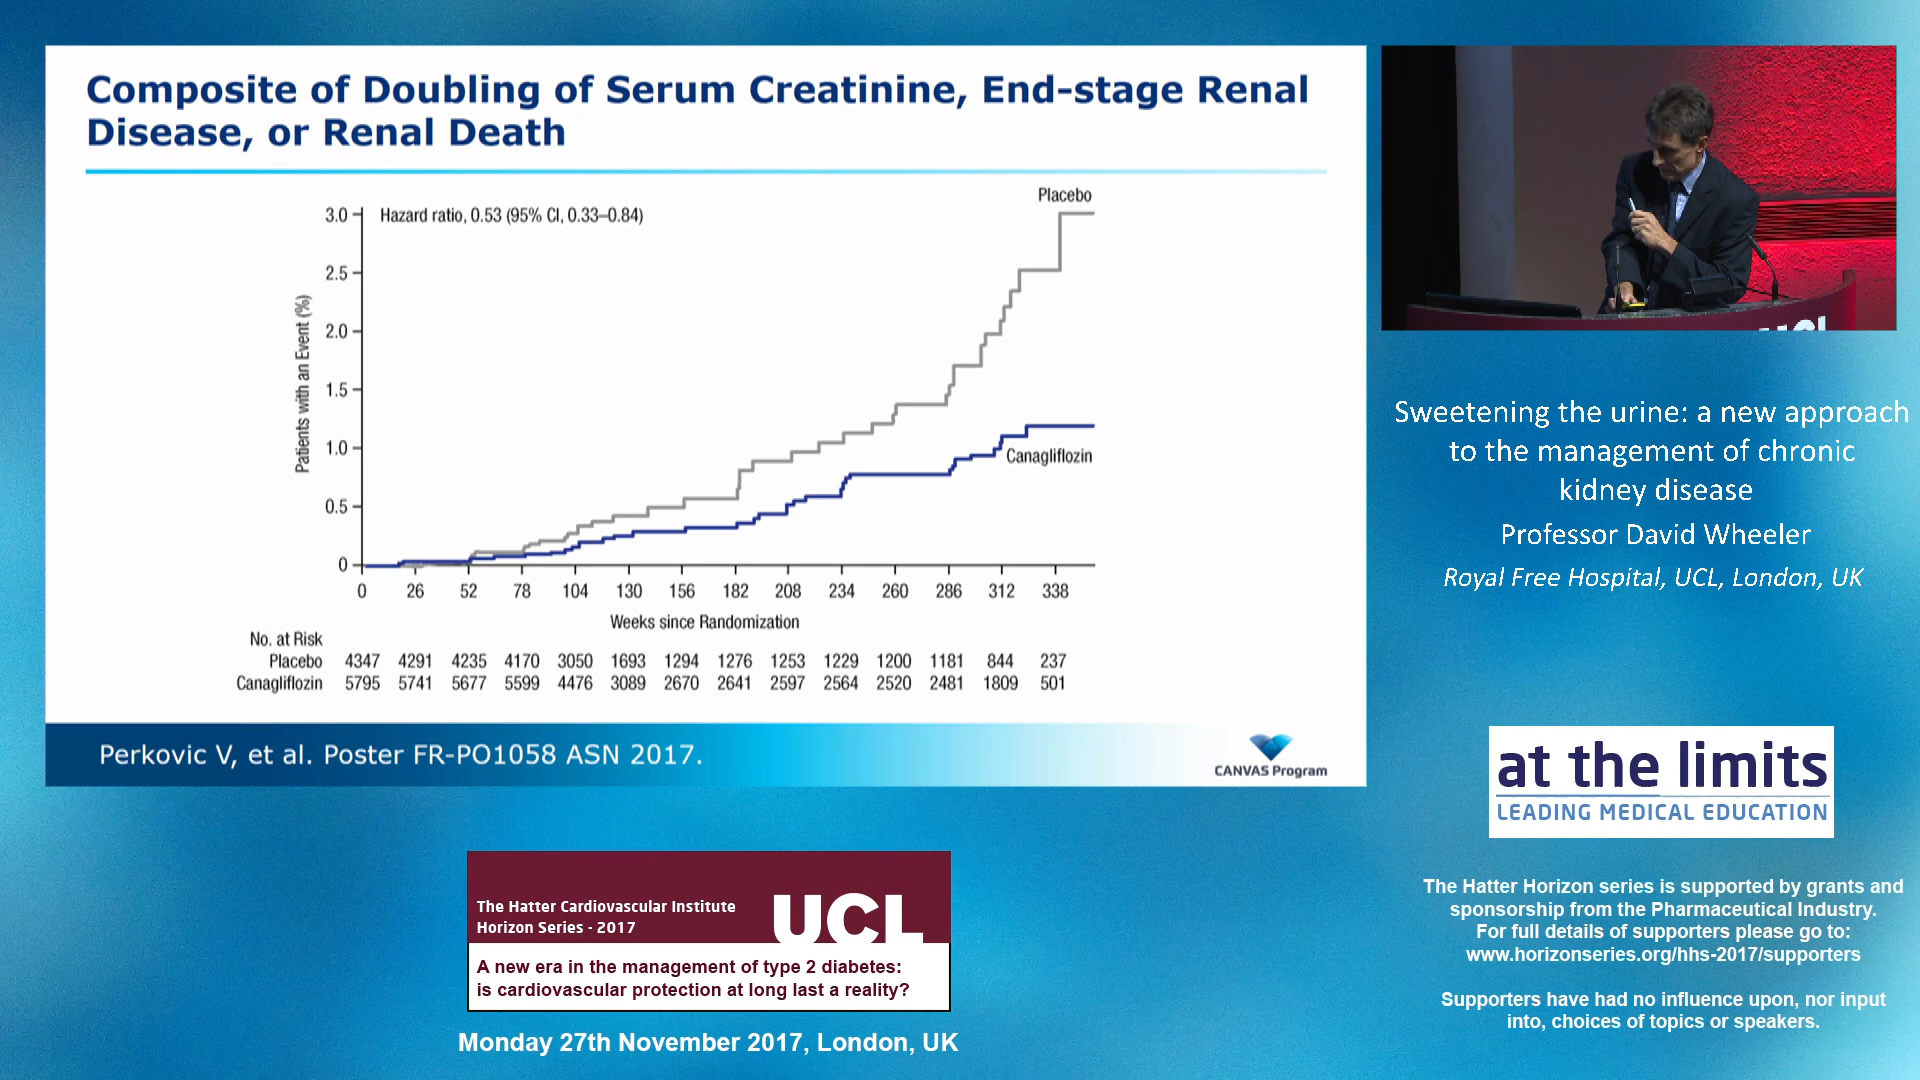 Composite of Doubling of Serum Creatinine, End-stage Renal
Disease, or Renal Death
Placebo
Hazard ratio, 0.53 (95% CI, 0.33–0.84)
3.0
2.5
2.0
1.5
1.0
0.5
0
Patients with an Event (%)
Canagliflozin
0 26 52 78 104 130 156 182 208 234 260 286 312 338
Weeks since Randomization
No. at Risk
Placebo 4347 4291 4235 4170 3050 1693 1294 1276 1253 1229 1200 1181 844 237
Canagliflozin 5795 5741 5677 5599 4476 3089 2670 2641 2597 2564 2520 2481 1809 501
Perkovic V, et al. Poster FR-PO1058 ASN 2017.
CANVAS Program
UCL
Sweetening the urine: a new approach
to the management of chronic
kidney disease
Professor David Wheeler
Royal Free Hospital, UCL, London, UK
at the limits
LEADING MEDICAL EDUCATION
The Hatter Horizon series is supported by grants and
sponsorship from the Pharmaceutical Industry.
For full details of supporters please go to:
www.horizonseries.org/hhs-2017/supporters
Supporters have had no influence upon, nor input
into, choices of topics or speakers.
The Hatter Cardiovascular Institute
Horizon Series - 2017
UCL
A new era in the management of type 2 diabetes:
is cardiovascular protection at long last a reality?
Monday 27th November 2017, London, UK